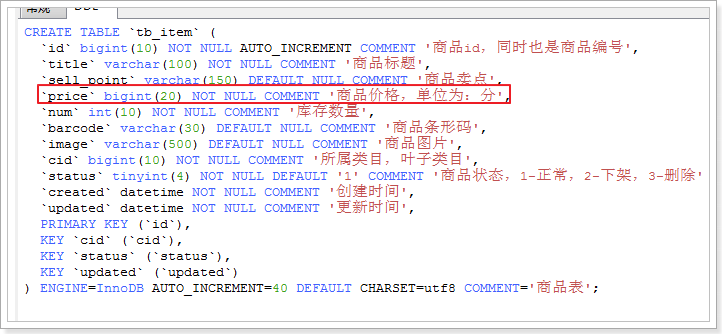 常规
CREATE TABLE `tb_item` (
`id` bigint(10) NOT NULL AUTO_INCREMENT COMMENT '商品id，同时也是商品编号',
`title` varchar(100) NOT NULL COMMENT '商品标题',
`sell_point` varchar(150) DEFAULT NULL COMMENT '商品卖点',
`price` bigint(20) NOT NULL COMMENT '商品价格，单位为：分',
`num` int(10) NOT NULL COMMENT '库存数量',
`barcode` varchar(30) DEFAULT NULL COMMENT '商品条形码',
`image` varchar(500) DEFAULT NULL COMMENT '商品图片',
`cid` bigint(10) NOT NULL COMMENT '所属类目，叶子类目',
`status` tinyint(4) NOT NULL DEFAULT '1' COMMENT '商品状态，1-正常，2-下架，3-删除'
`created` datetime NOT NULL COMMENT '创建时间',
`updated` datetime NOT NULL COMMENT '更新时间',
PRIMARY KEY (`id`),
KEY `cid` (`cid`),
KEY `status` (`status`),
KEY `updated` (`updated`)
) ENGINE=InnoDB AUTO_INCREMENT=40 DEFAULT CHARSET=utf8 COMMENT='商品表';